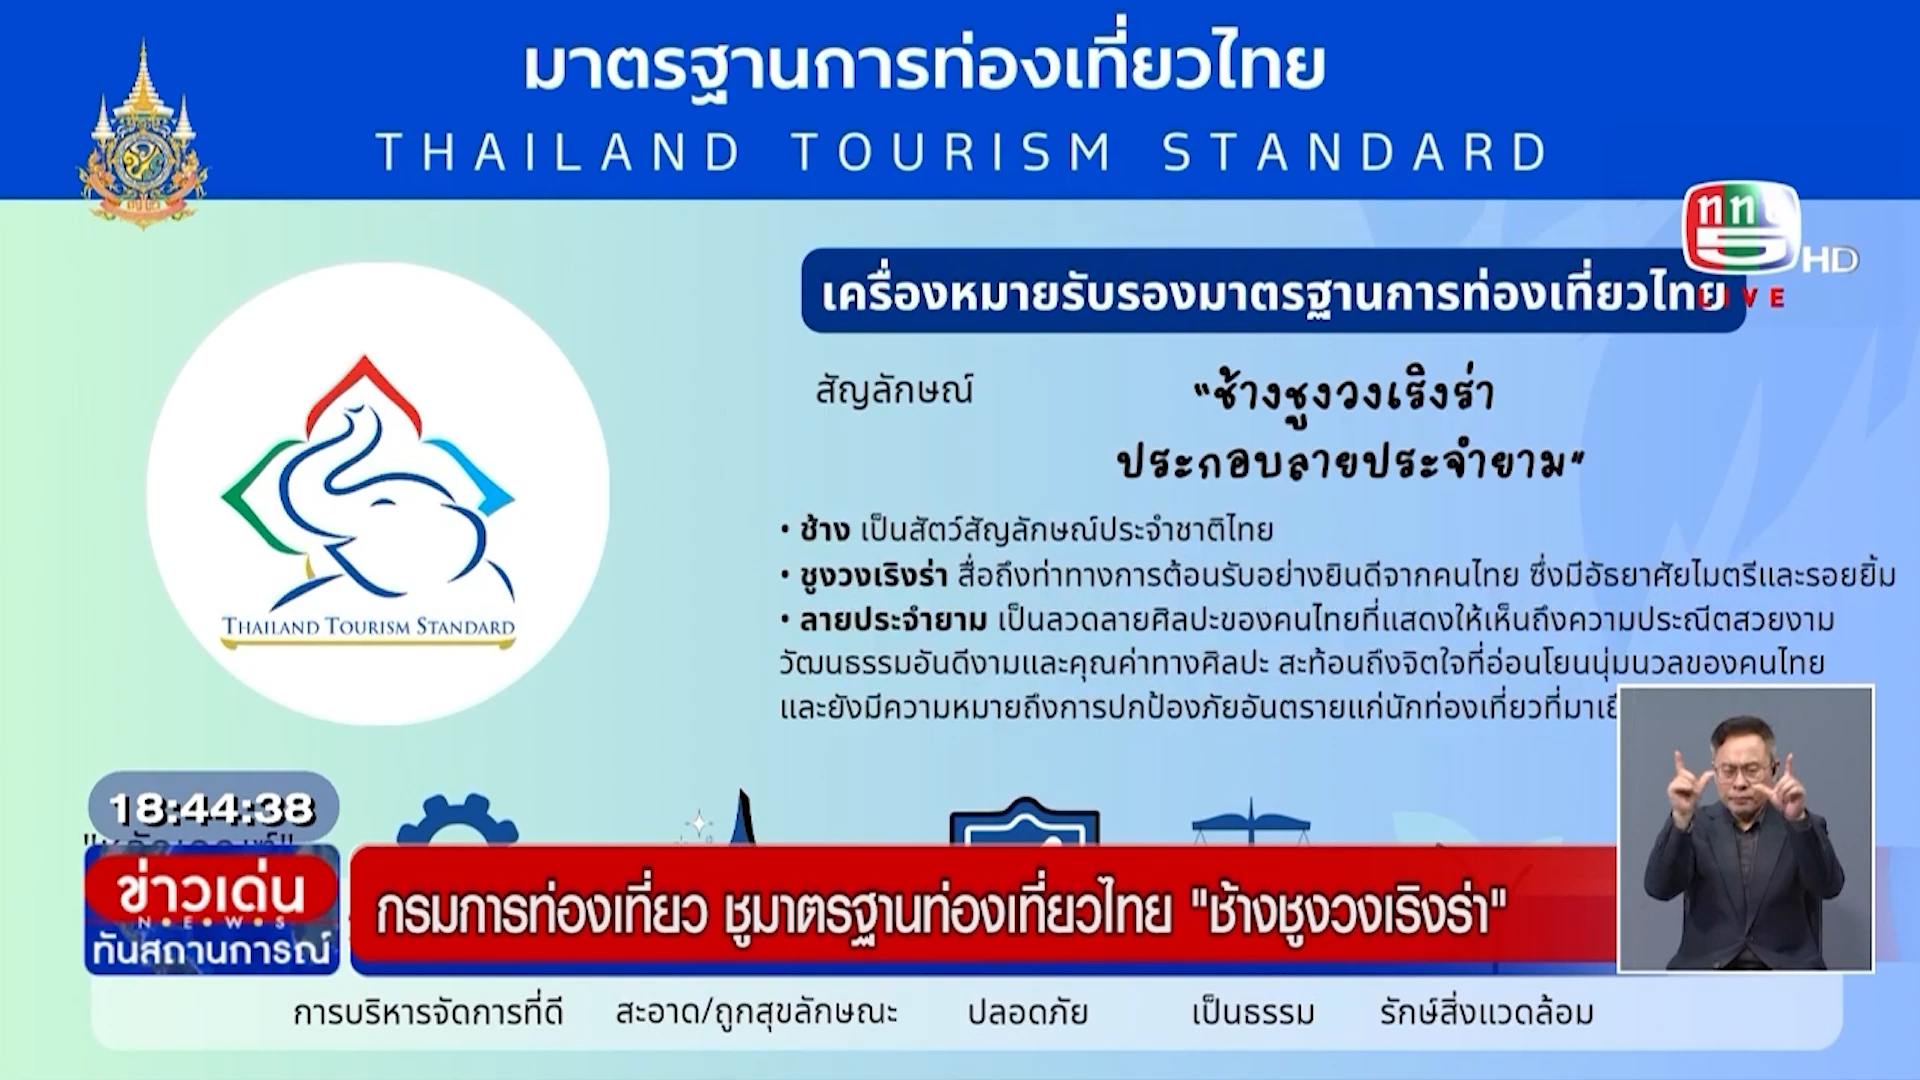 มาตรฐานการท่องเที่ยวไทย
THAILAND TOURISM STANDARD
ททบ
5 HD
LIVE
เครื่องหมายรับรองมาตรฐานการท่องเที่ยวไทย
สัญลักษณ์
"ช้างชูงวงเริงร่า
ประกอบลายประจำยาม"
• ช้าง เป็นสัตว์สัญลักษณ์ประจำชาติไทย
• ชูงวงเริงร่า สื่อถึงท่าทางการต้อนรับอย่างยินดีจากคนไทย ซึ่งมีอัธยาศัยไมตรีและรอยยิ้ม
• ลายประจำยาม เป็นลวดลายศิลปะของคนไทยที่แสดงให้เห็นถึงความประณีตสวยงาม
วัฒนธรรมอันดีงามและคุณค่าทางศิลปะ สะท้อนถึงจิตใจที่อ่อนโยนนุ่มนวลของคนไทย
และยังมีความหมายถึงการปกป้องภัยอันตรายแก่นักท่องเที่ยวที่มา
THAILAND TOURISM STANDARD
18:44:38
ข่าวเด่น
NEWS
ทันสถานการณ์
กรมการท่องเที่ยว ชูมาตรฐานท่องเที่ยวไทย "ช้างชูงวงเริงร่า"
การบริหารจัดการที่ดี
สะอาด/ถูกสุขลักษณะ
ปลอดภัย
เป็นธรรม
รักษ์สิ่งแวดล้อม